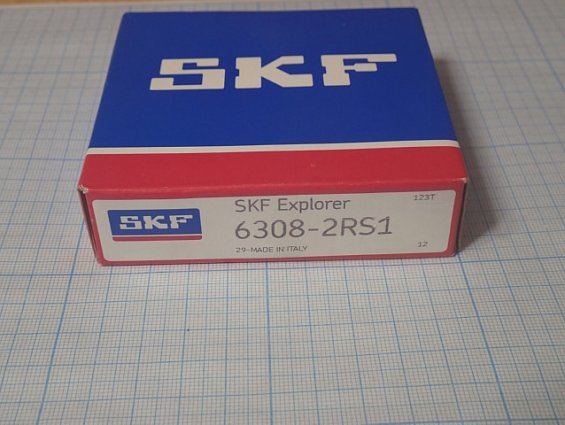 SKF
SKF
SKF Explorer
123T
6308-2RS1
29-MADE IN ITALY
12